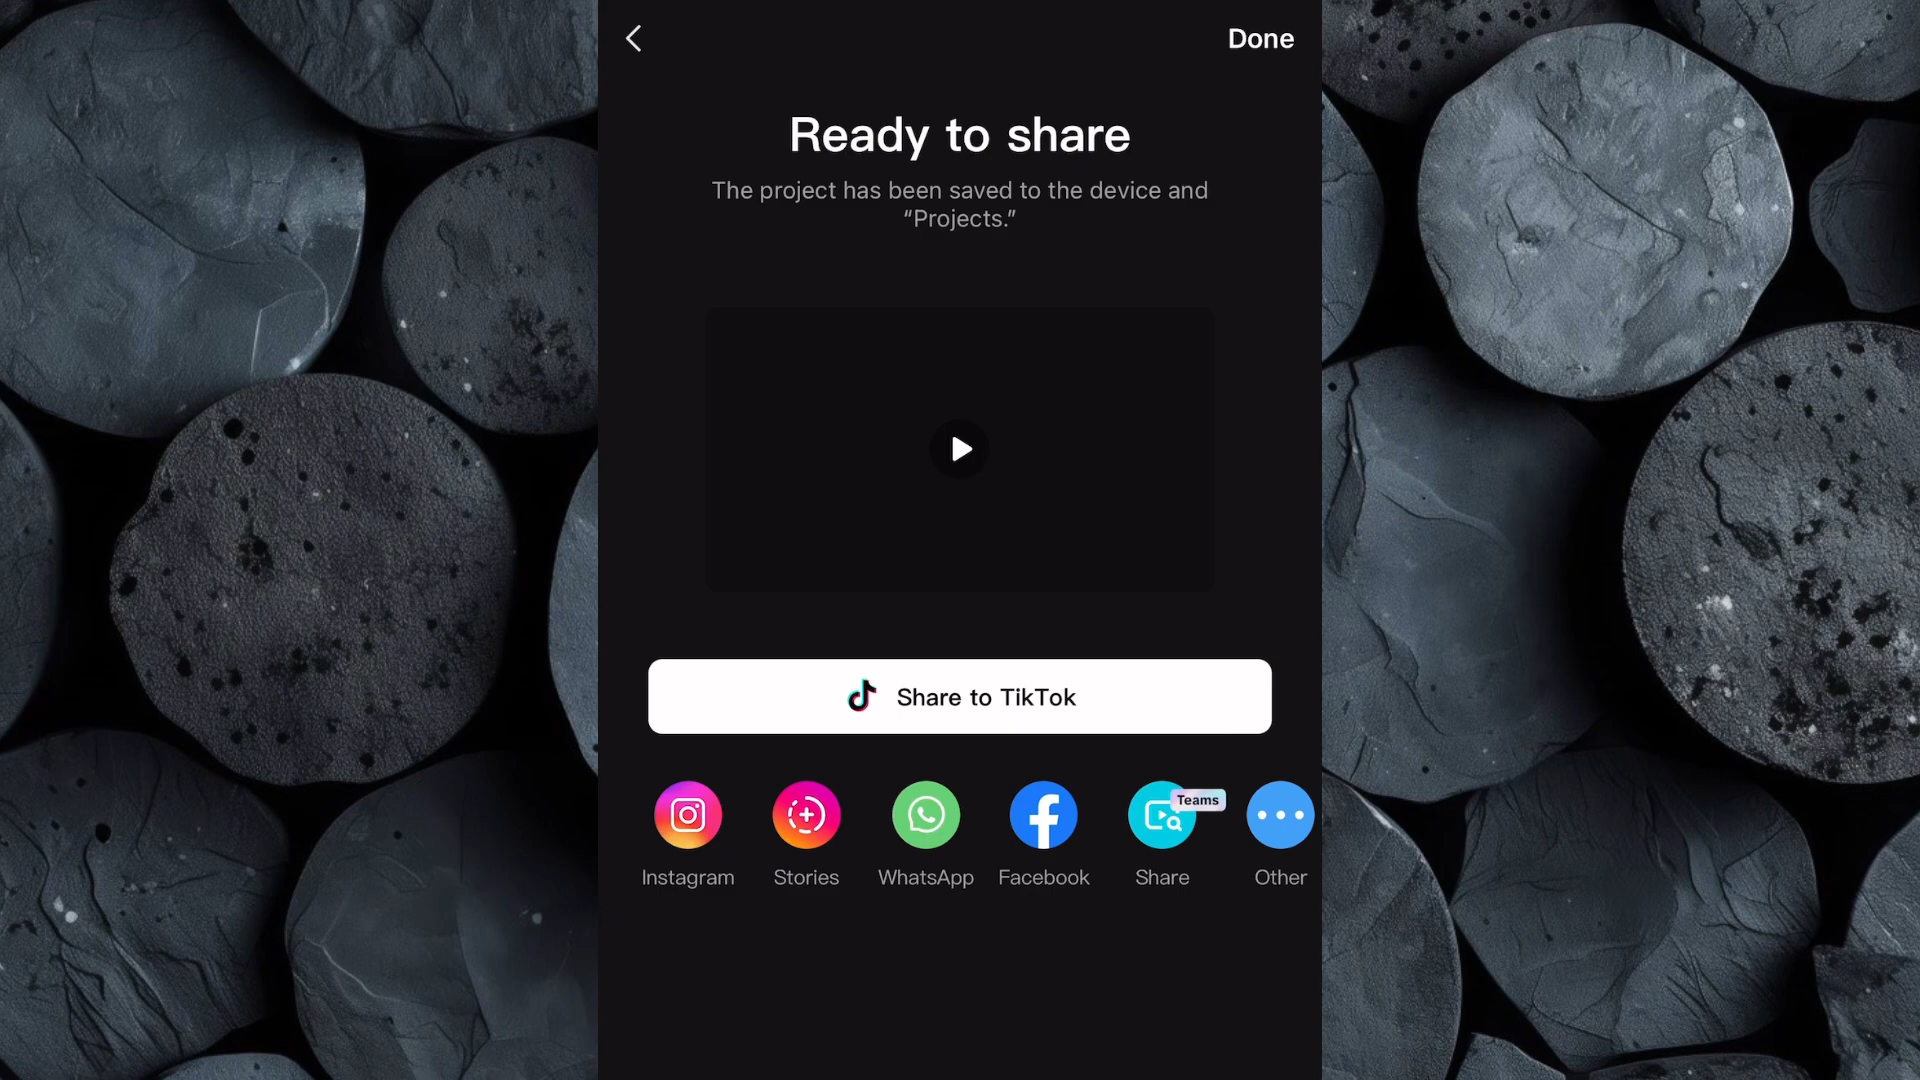 Done
Ready to share
The project has been saved to the device and
“Projects.”
Share to TikTok
Teams
Instagram
Stories
WhatsApp
Facebook
Share
Other